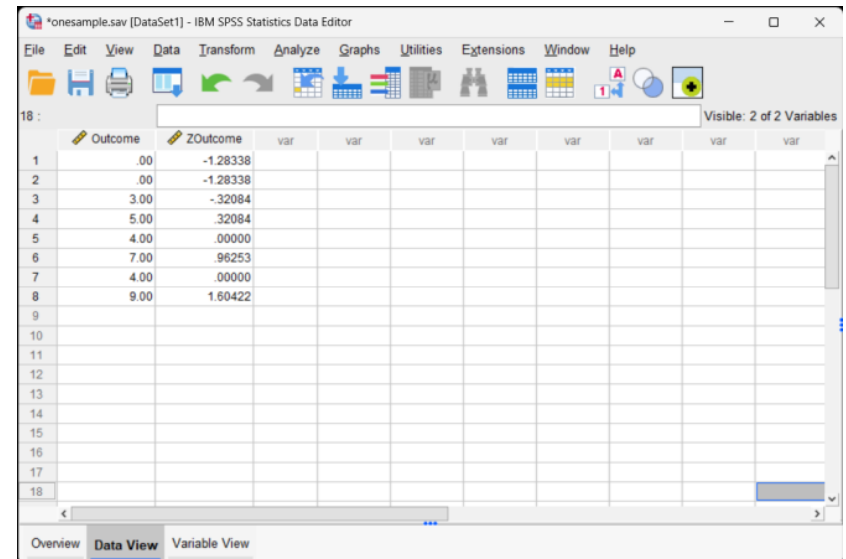 *onesample.sav [DataSet1] - IBM SPSS Statistics Data Editor
File Edit View Data Transform Analyze Graphs Utilities Extensions Window Help
1 A
18 :
Visible: 2 of 2 Variables
Outcome ZOutcome var var var var var var var var
1 .00 -1.28338
2 .00 -1.28338
3 3.00 -.32084
4 5.00 .32084
5 4.00 .00000
6 7.00 .96253
7 4.00 .00000
8 9.00 1.60422
9
10
11
12
13
14
15
16
17
18
Overview Data View Variable View